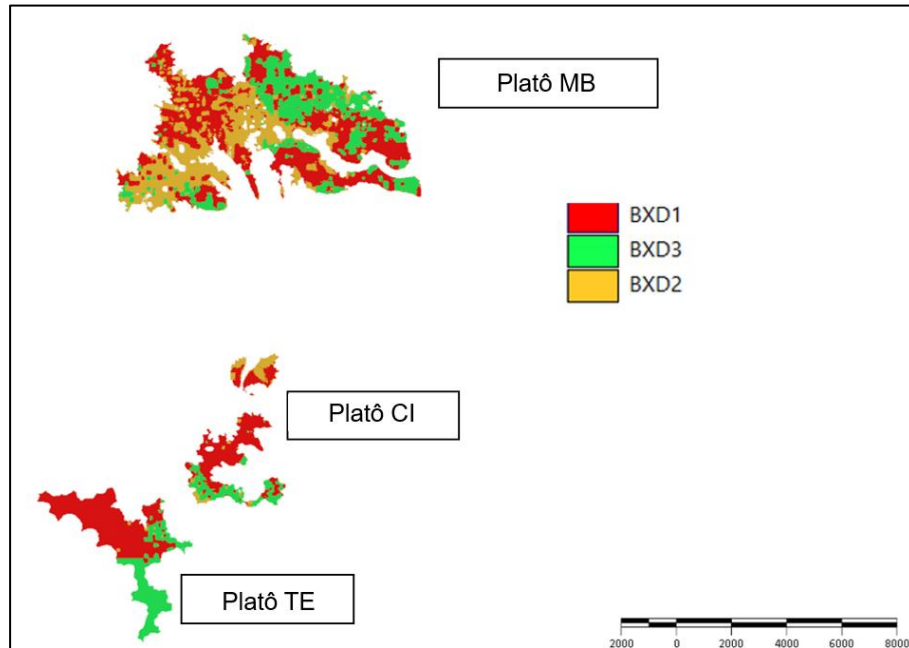 Platô MB
BXD1
BXD3
BXD2
Platô CI
Platô TE
2000 0 2000 4000 6000 8000